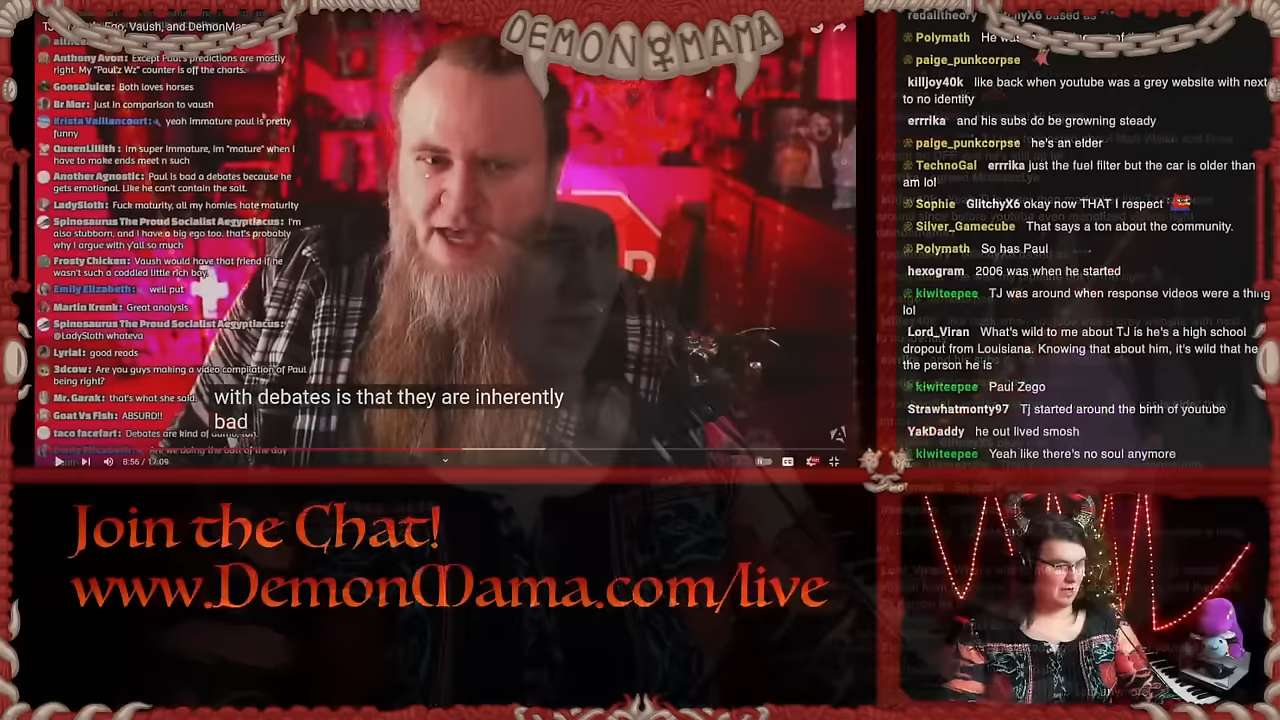 DEMON MAMA
Ego, Vaush, and DemonMa
Anthony Avon: Except Paul's predictions are mostly
right. My "Paul'z Wz" counter is off the charts.
GooseJuice: Both loves horses
Br Mor: just in comparison to vaush
Krista Vaillancourt: yeah Immature paul is pretty
funny
QueenLillith: Im super Immature, Im "mature" when I
have to make ends meet n such
Another Agnostic: Paul is bad a debates because he
gets emotional. Like he can't contain the salt.
LadySloth: Fuck maturity, all my homies hate maturity
Spinosaurus The Proud Socialist Aegyptiacus: I'm
also stubborn, and I have a big ego too. that's probably
why I argue with y'all so much
Frosty Chicken: Vaush would have that friend if he
wasn't such a coddled little rich boy.
Emily Elizabeth: well put
Martin Krenk: Great analysis
Spinosaurus The Proud Socialist Aegyptiacus:
@LadySloth whateva
Lyrial: good reads
3dcow: Are you guys making a video compilation of Paul
being right?
Mr. Garak: that's what she said.
Goat Vs Fish: ABSURD!!
taco facefart: Debates are kind of dumb, tbh.
with debates is that they are inherently
bad
8:56 / 17:09
redalltheory GlitchyX6 based as
Polymath He was
paige_punkcorpse
killjoy40k like back when youtube was a grey website with next
to no identity
errrika and his subs do be growning steady
paige_punkcorpse he's an elder
TechnoGal errrika just the fuel filter but the car is older than
am lol
Sophie GlitchyX6 okay now THAT I respect
Silver_Gamecube That says a ton about the community.
Polymath So has Paul
hexogram 2006 was when he started
kiwiteepee TJ was around when response videos were a thing
lol
Lord_Viran What's wild to me about TJ is he's a high school
dropout from Louisiana. Knowing that about him, it's wild that he
the person he is
kiwiteepee Paul Zego
Strawhatmonty97 Tj started around the birth of youtube
YakDaddy he out lived smosh
kiwiteepee Yeah like there's no soul anymore
Join the Chat!
www.DemonMama.com/live